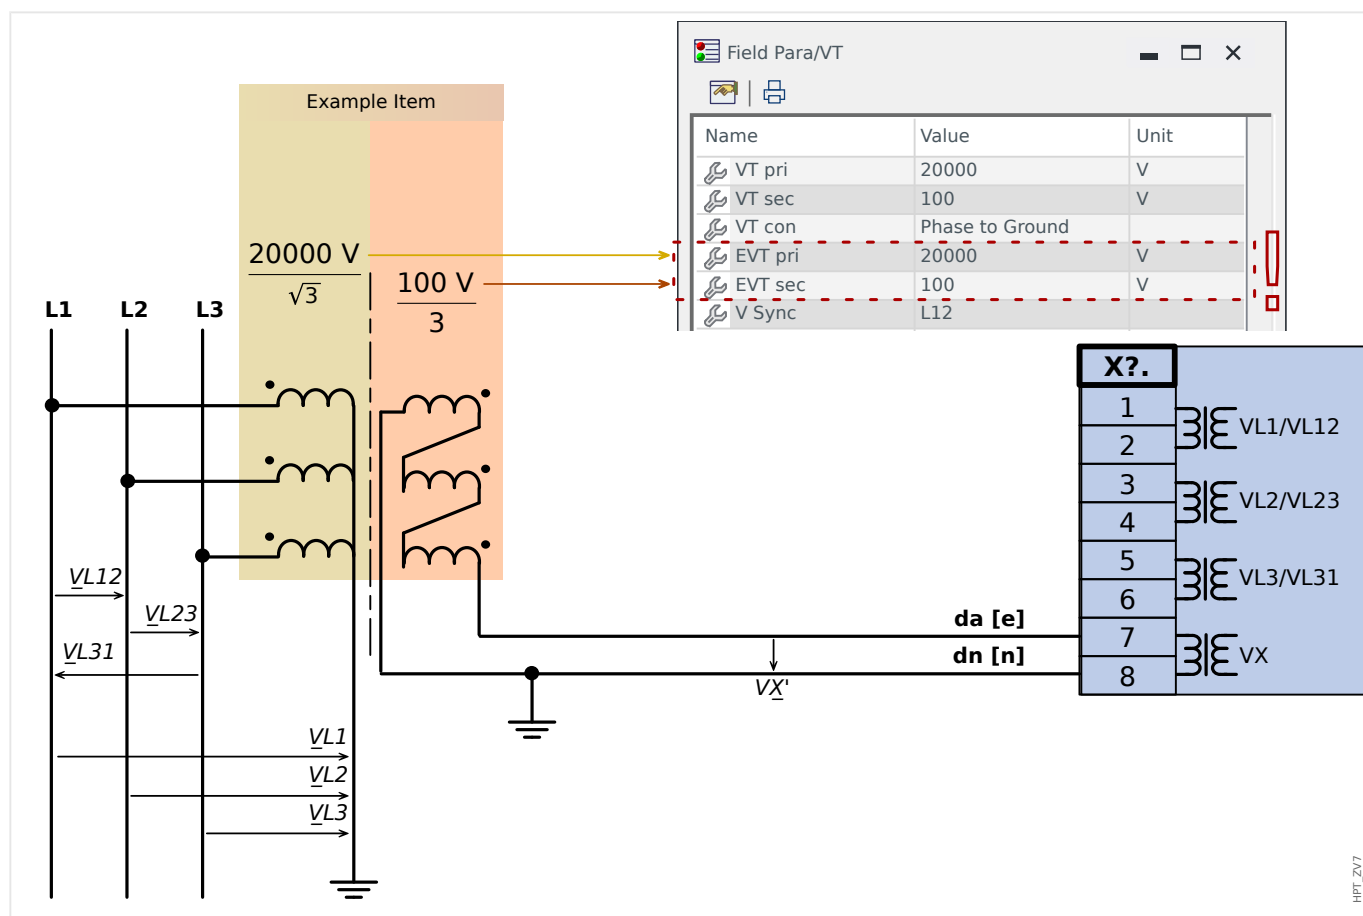 Field Para/VT
Example Item
Name Value Unit
VT pri 20000 V
VT sec 100 V
VT con Phase to Ground
EVT pri 20000 V
EVT sec 100 V
V Sync L12
20000 V
√3
100 V
3
L1 L2 L3
X?.
1
2
3
4
5
6
7
8
VL1/VL12
VL2/VL23
VL3/VL31
VX
VL12
VL23
VL31
da [e]
dn [n]
VX'
VL1
VL2
VL3
HPT_ZV7